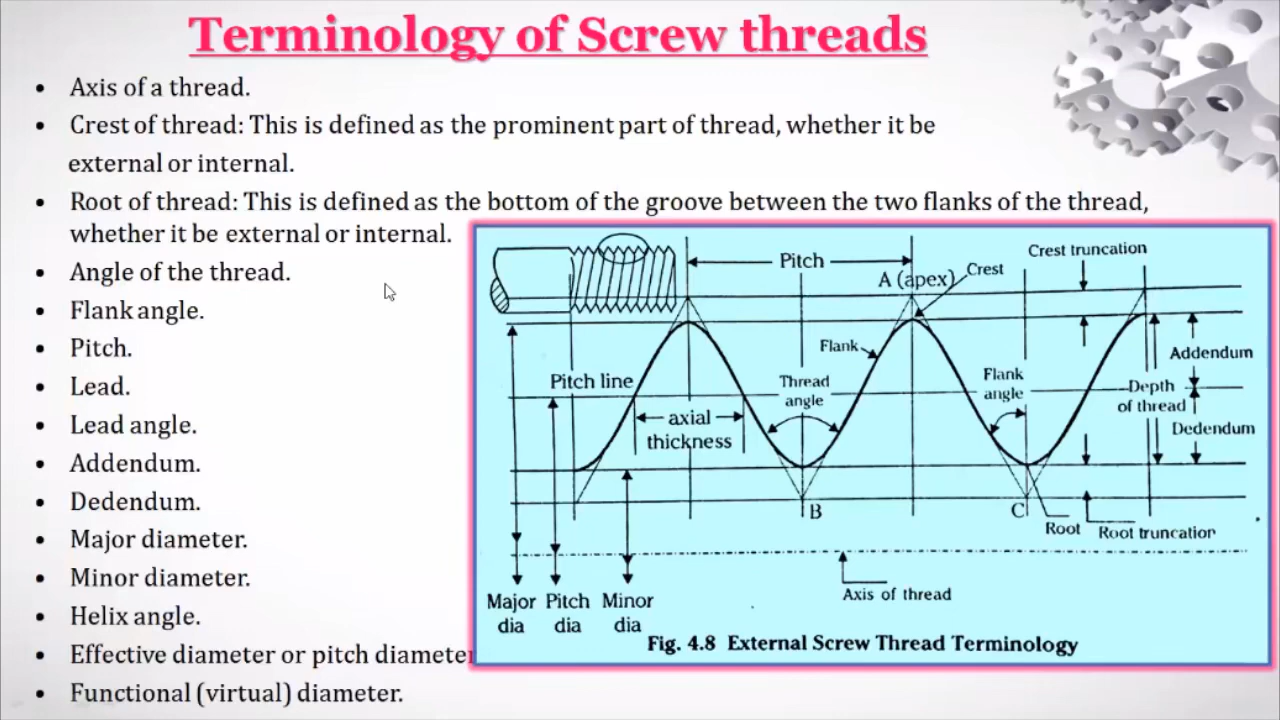 Terminology of Screw threads
• Axis of a thread.
• Crest of thread: This is defined as the prominent part of thread, whether it be
external or internal.
• Root of thread: This is defined as the bottom of the groove between the two flanks of the thread,
whether it be external or internal.
• Angle of the thread.
• Flank angle.
• Pitch.
• Lead.
• Lead angle.
• Addendum.
• Dedendum.
• Major diameter.
• Minor diameter.
• Helix angle.
• Effective diameter or pitch diameter
• Functional (virtual) diameter.
Pitch
A (apex)
Crest
Crest truncation
Flank
Addendum
Pitch line
Thread
angle
Flank
angle
Depth
of thread
axial
thickness
Dedendum
B
C
Root
Root truncation
Axis of thread
Major
dia
Pitch
dia
Minor
dia
Fig. 4.8 External Screw Thread Terminology